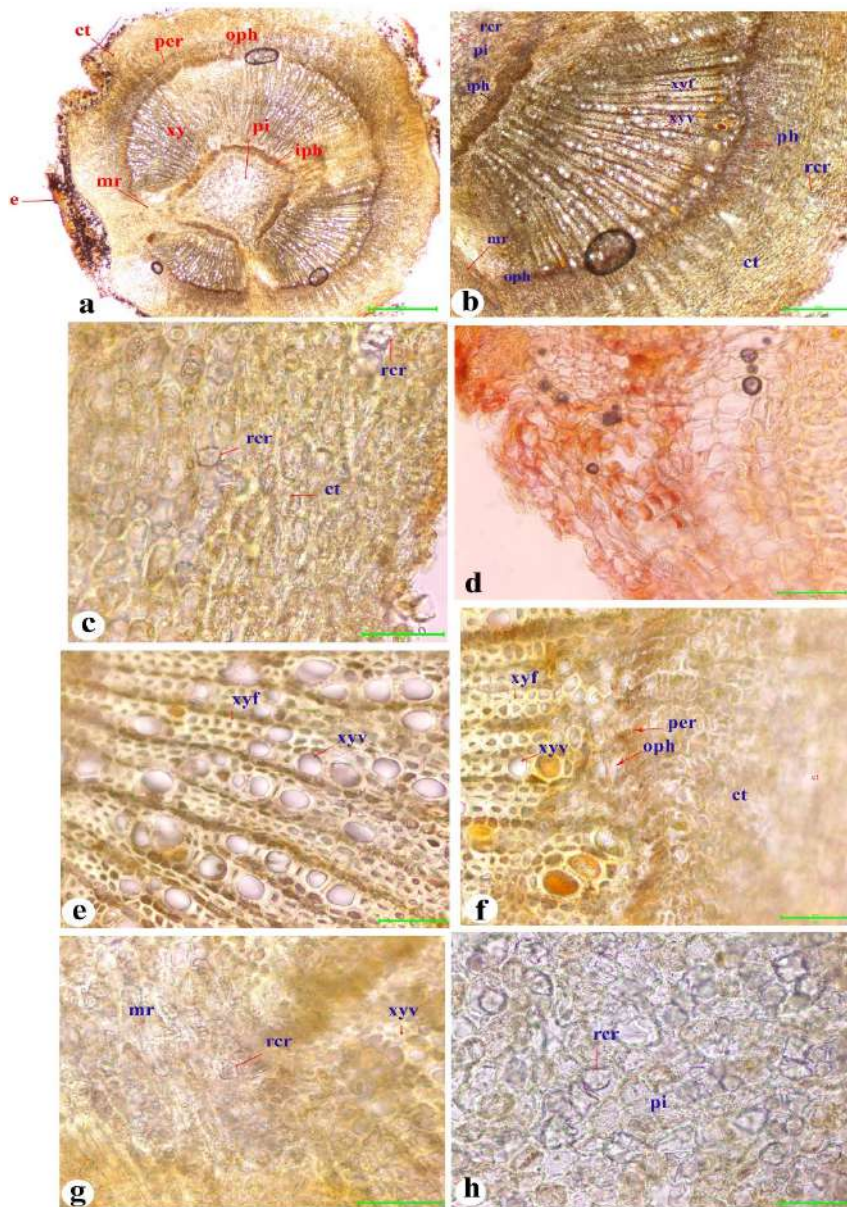 ct
per
oph
xy
pi
iph
mr
e
a
rcr
pi
iph
xyf
xyv
ph
rcr
mr
oph
ct
b
rcr
rcr
ct
c
d
xyf
xyv
e
xyf
per
xyv
oph
ct
ct
f
mr
xyv
rcr
g
rcr
pi
h